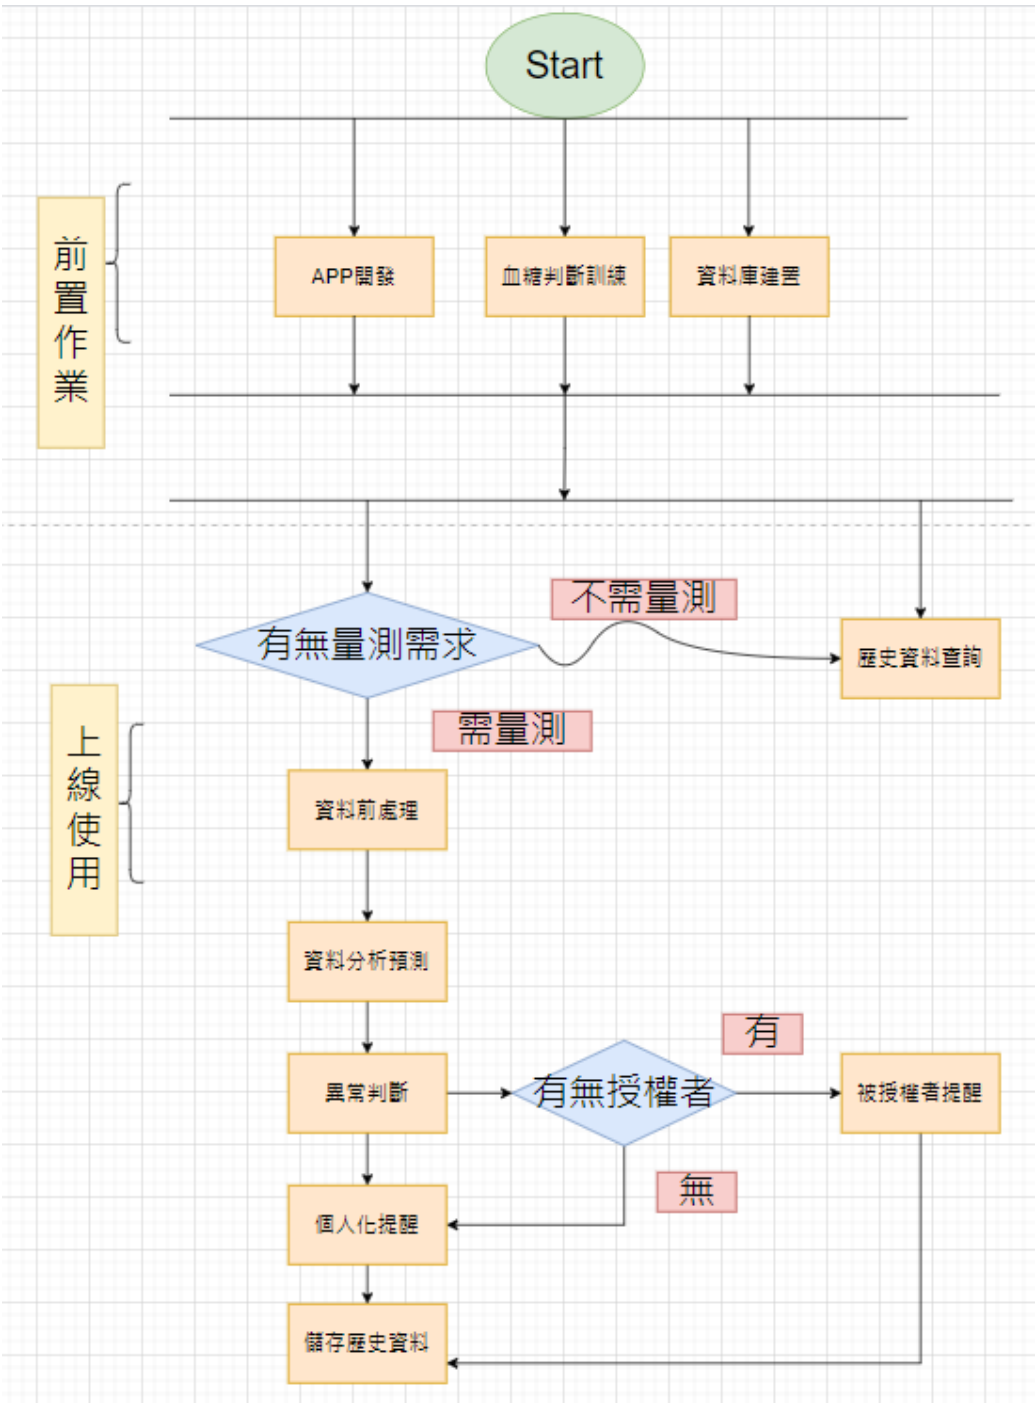 Start
前置作業
APP開發
血糖判斷訓練
資料庫建置
不需量測
有無量測需求
歷史資料查詢
需量測
上線使用
資料前處理
資料分析預測
有
異常判斷
有無授權者
被授權者提醒
無
個人化提醒
儲存歷史資料